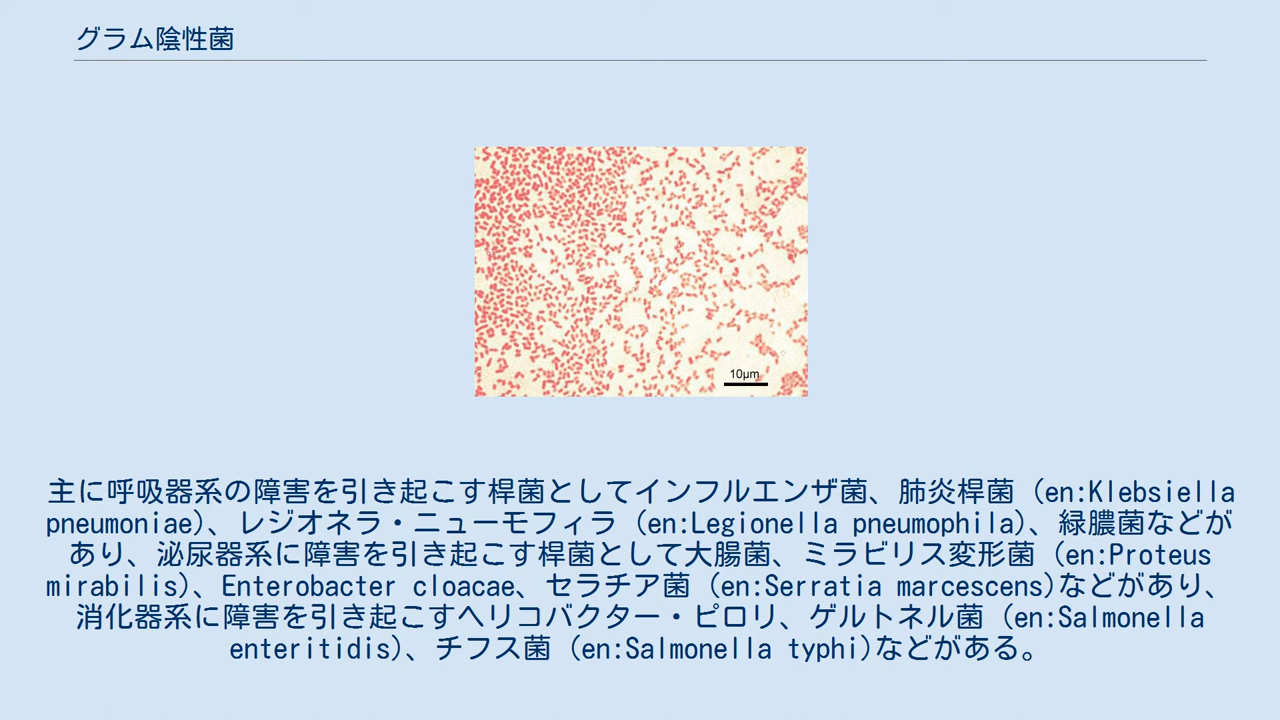 グラム陰性菌
10µm
主に呼吸器系の障害を引き起こす桿菌としてインフルエンザ菌、肺炎桿菌 (en:Klebsiella
pneumoniae)、レジオネラ・ニューモフィラ (en:Legionella pneumophila)、緑膿菌などが
あり、泌尿器系に障害を引き起こす桿菌として大腸菌、ミラビリス変形菌 (en:Proteus
mirabilis)、Enterobacter cloacae、セラチア菌 (en:Serratia marcescens)などがあり、
消化器系に障害を引き起こすヘリコバクター・ピロリ、ゲルトネル菌 (en:Salmonella
enteritidis)、チフス菌 (en:Salmonella typhi)などがある。